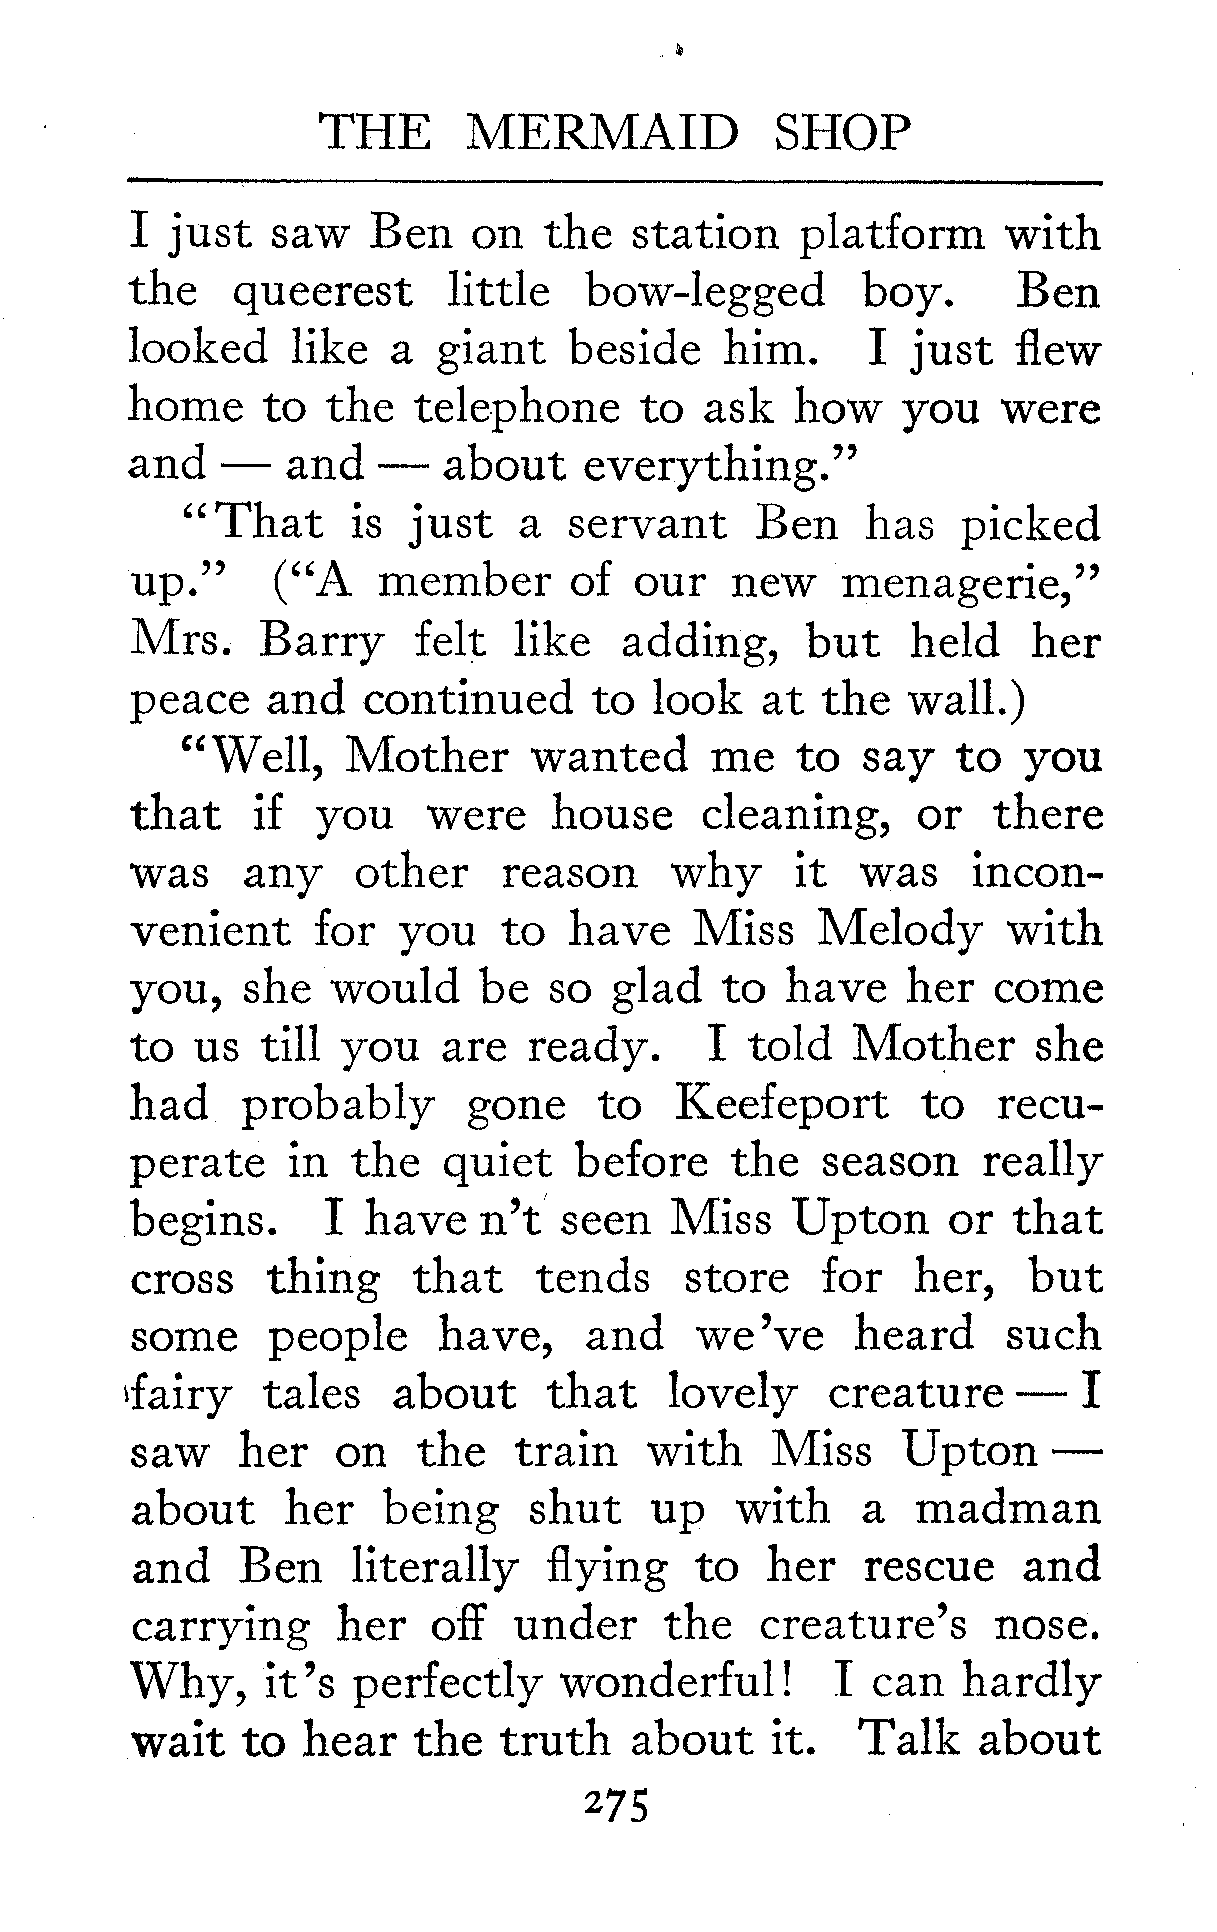 THE MERMAID SHOP
I just saw Ben on the station platform with
the queerest little bow-legged boy. Ben
looked like a giant beside him. I just flew
home to the telephone to ask how you were
and — and — about everything.”
“That is just a servant Ben has picked
up.” (“A member of our new menagerie,”
Mrs. Barry felt like adding, but held her
peace and continued to look at the wall.)
“Well, Mother wanted me to say to you
that if you were house cleaning, or there
was any other reason why it was incon-
venient for you to have Miss Melody with
you, she would be so glad to have her come
to us till you are ready. I told Mother she
had probably gone to Keefeport to recu-
perate in the quiet before the season really
begins. I have n’t seen Miss Upton or that
cross thing that tends store for her, but
some people have, and we’ve heard such
fairy tales about that lovely creature — I
saw her on the train with Miss Upton —
about her being shut up with a madman
and Ben literally flying to her rescue and
carrying her off under the creature’s nose.
Why, it’s perfectly wonderful! I can hardly
wait to hear the truth about it. Talk about
275